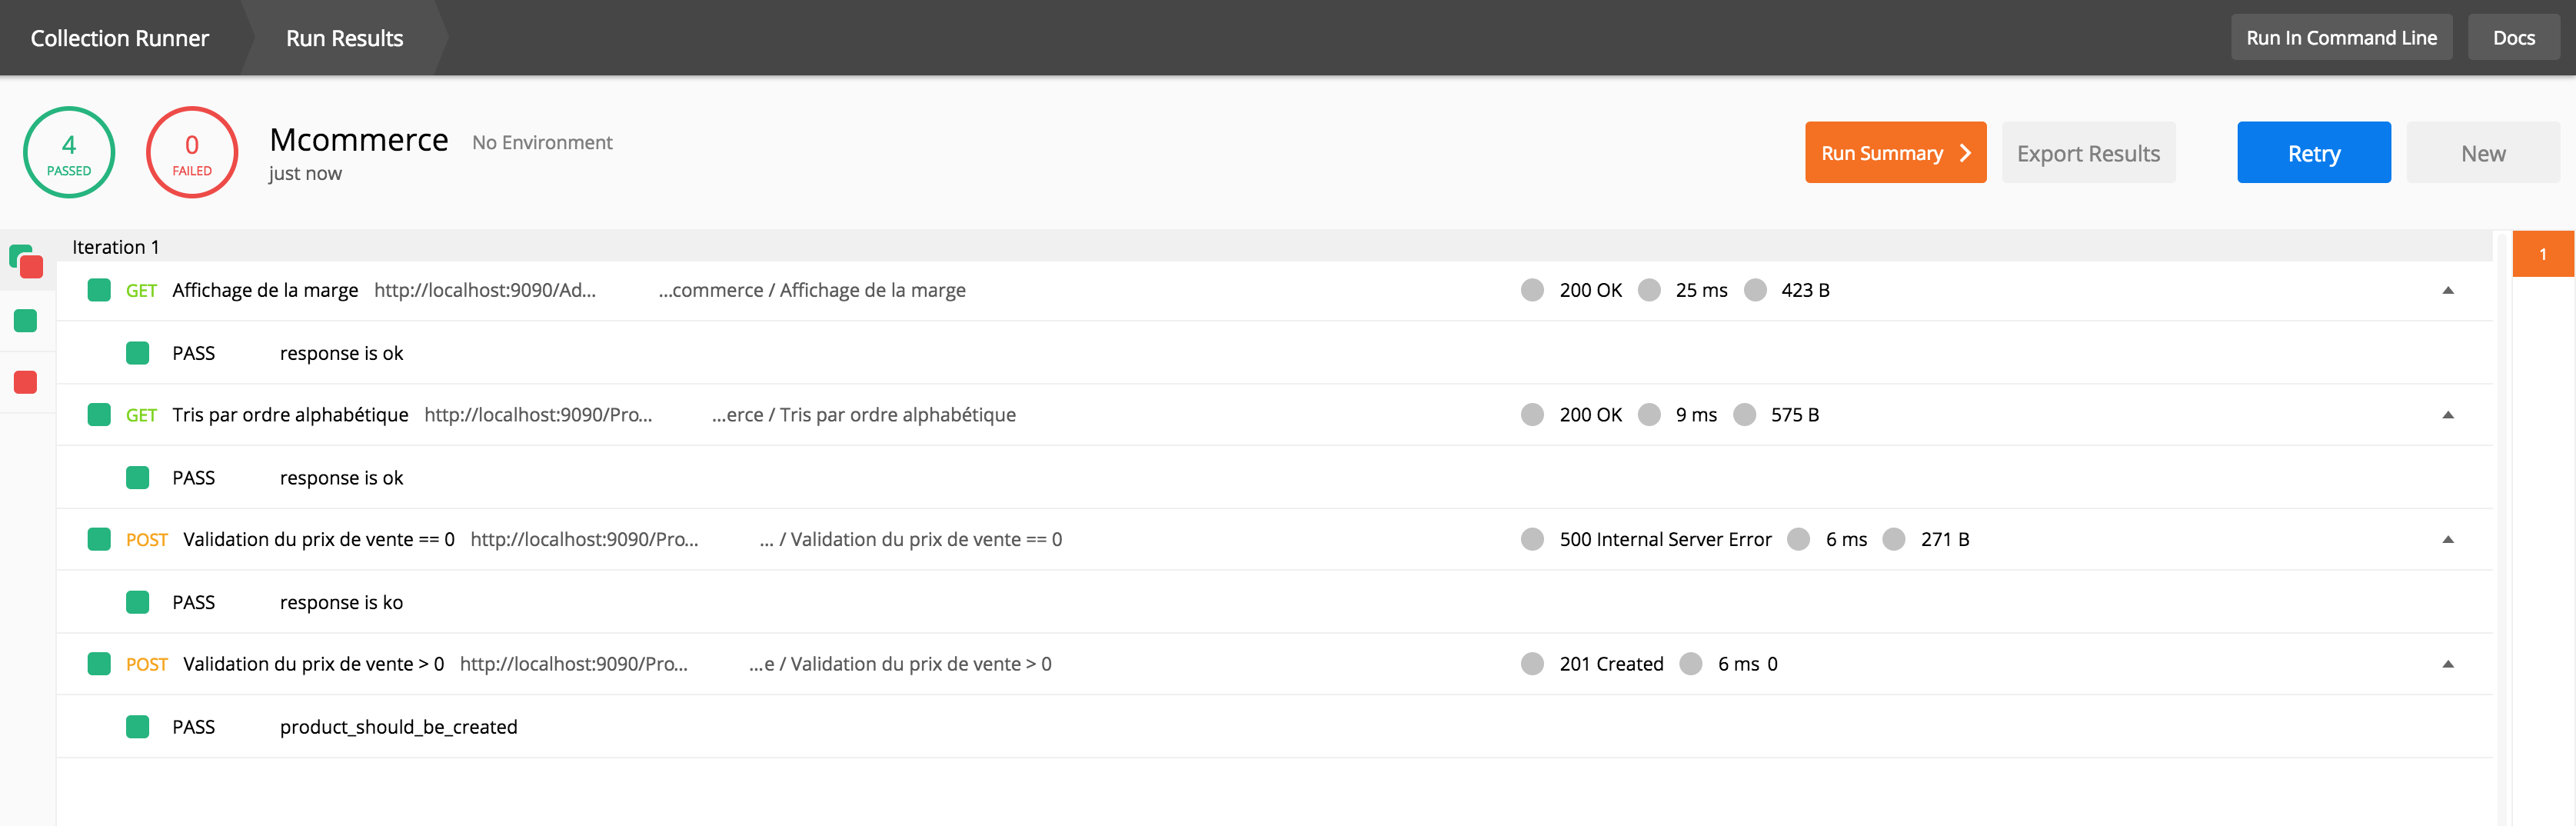 Collection Runner Run Results Run In Command Line Docs
4 PASSED
0 FAILED
Mcommerce No Environment
just now
Run Summary Export Results Retry New
Iteration 1
1
GET Affichage de la marge http://localhost:9090/Ad... ...commerce / Affichage de la marge 200 OK 25 ms 423 B
PASS response is ok
GET Tris par ordre alphabétique http://localhost:9090/Pro... ...erce / Tris par ordre alphabétique 200 OK 9 ms 575 B
PASS response is ok
POST Validation du prix de vente == 0 http://localhost:9090/Pro... ... / Validation du prix de vente == 0 500 Internal Server Error 6 ms 271 B
PASS response is ko
POST Validation du prix de vente > 0 http://localhost:9090/Pro... ...e / Validation du prix de vente > 0 201 Created 6 ms 0
PASS product_should_be_created